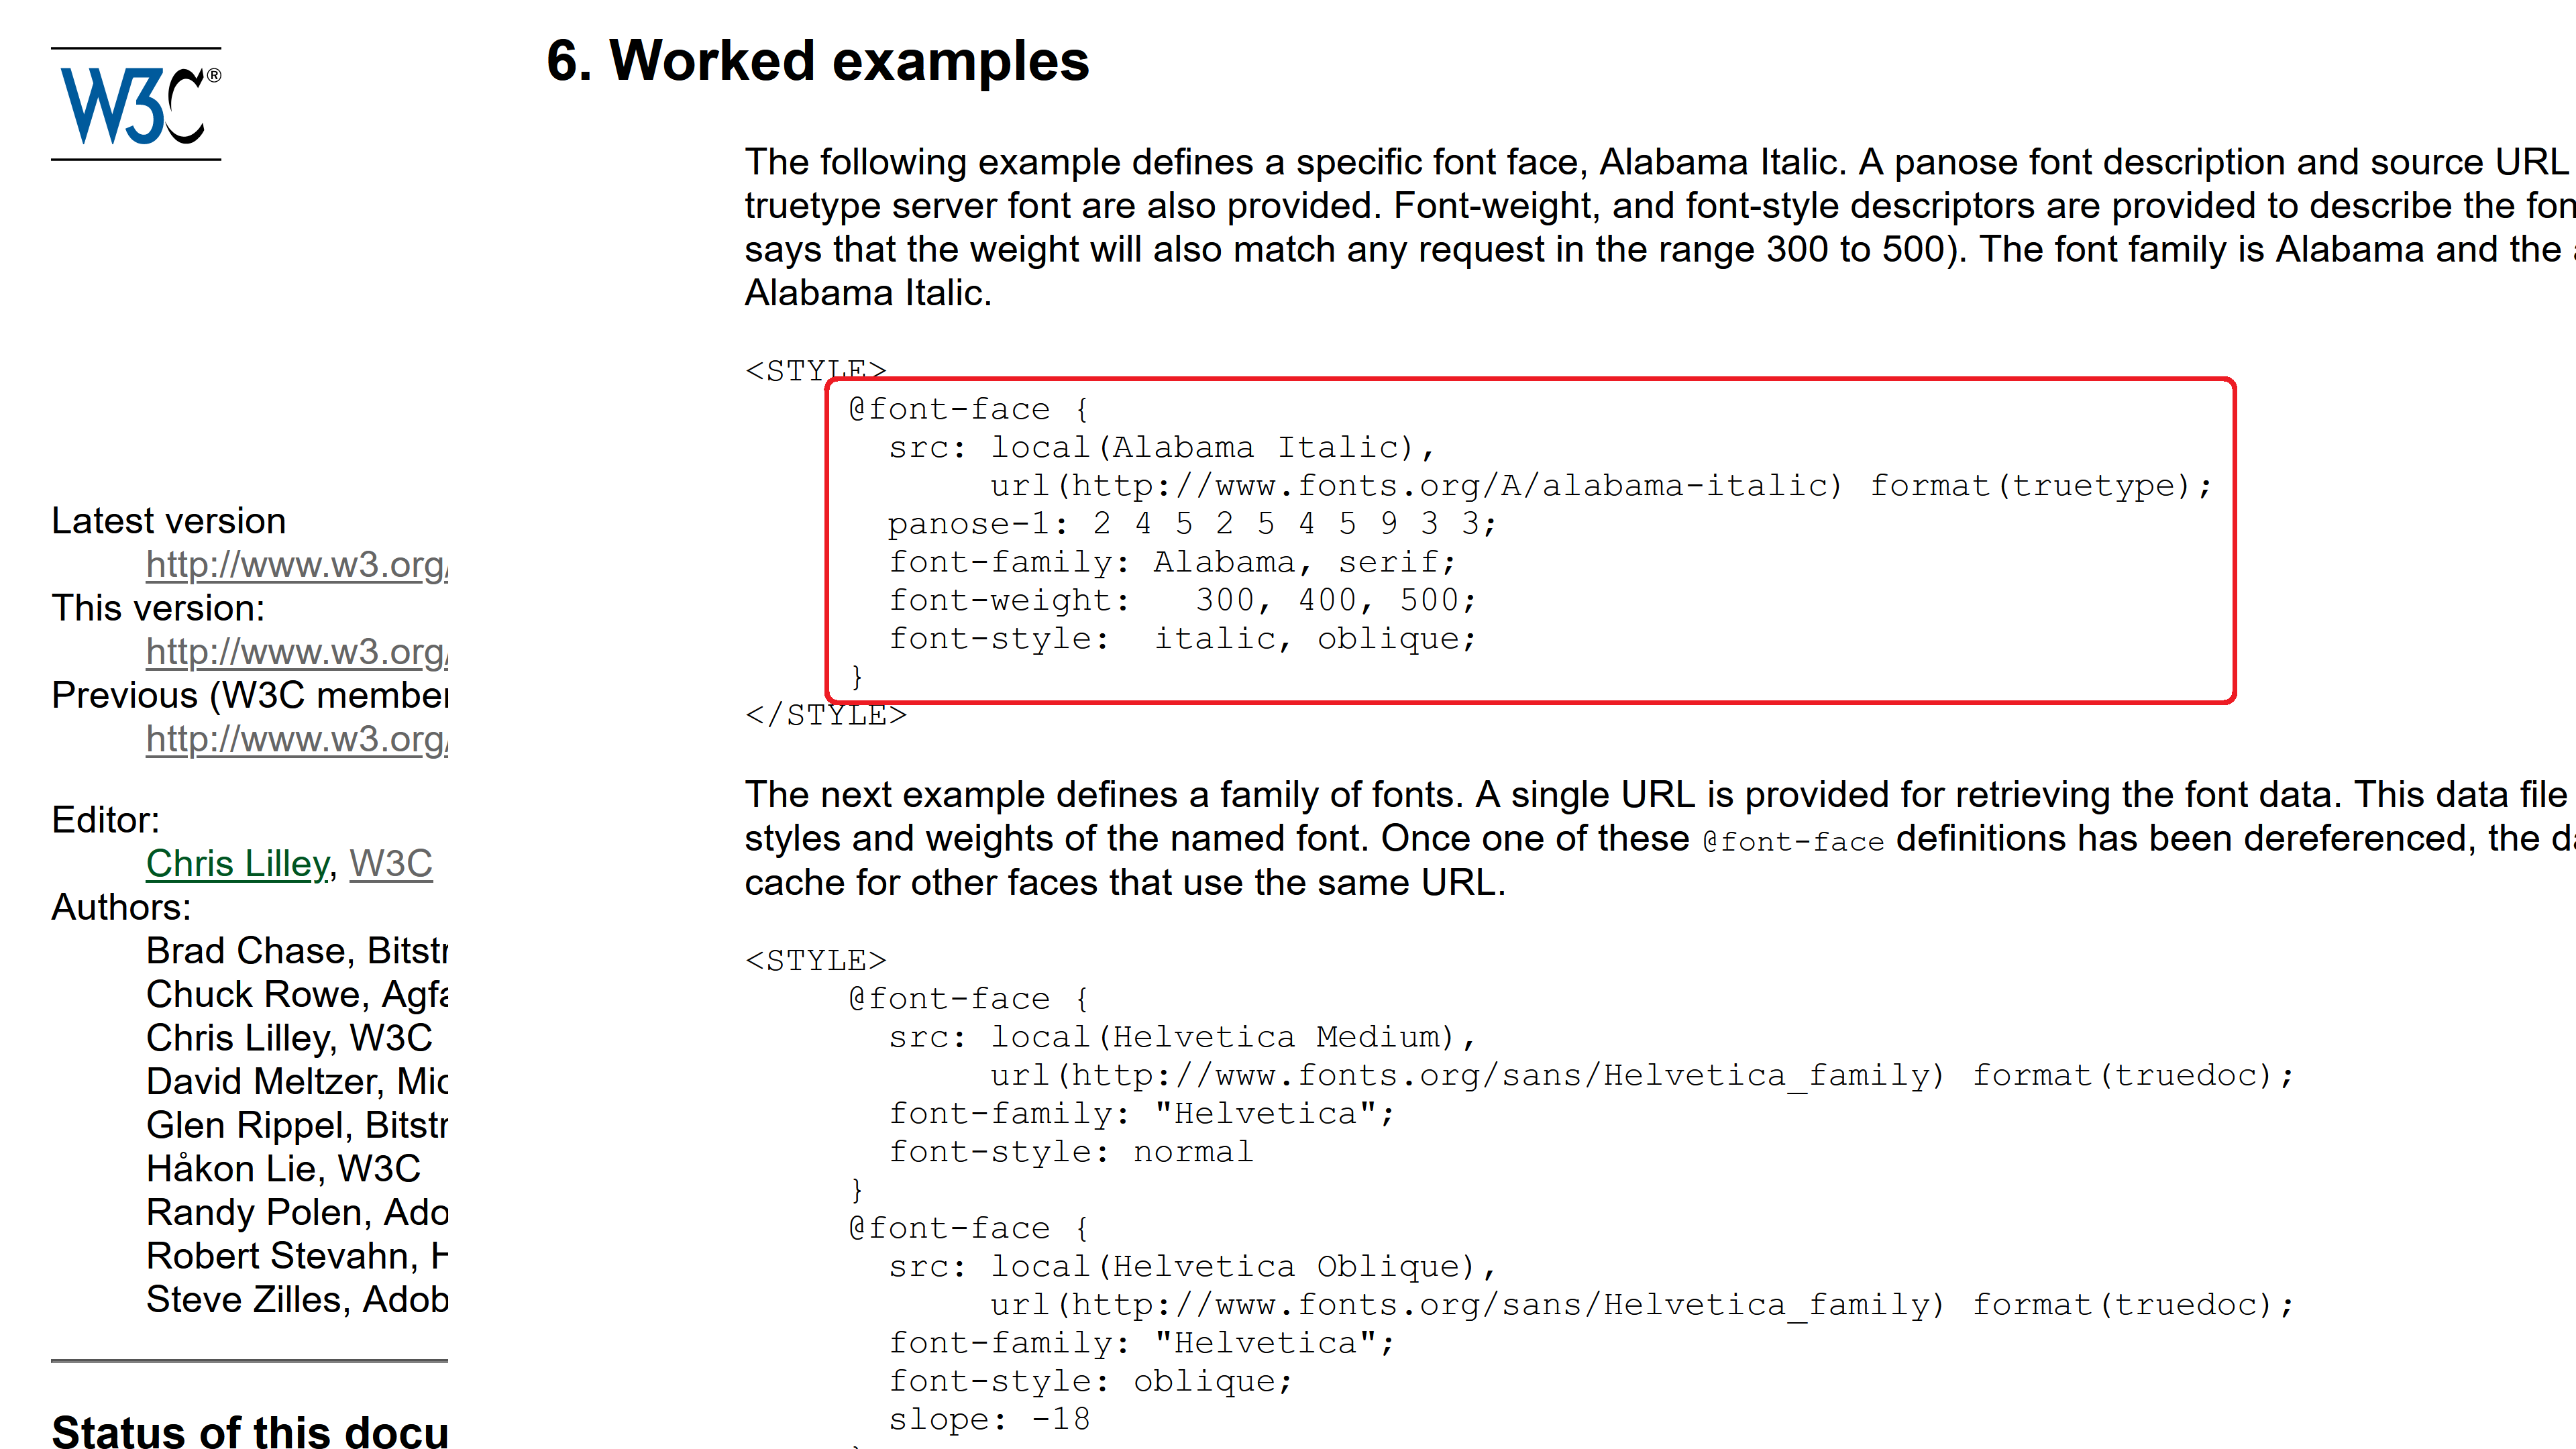 W3C®
Latest version
http://www.w3.org/
This version:
http://www.w3.org/
Previous (W3C member
http://www.w3.org/
Editor:
Chris Lilley, W3C
Authors:
Brad Chase, Bitstr
Chuck Rowe, Agfa
Chris Lilley, W3C
David Meltzer, Mic
Glen Rippel, Bitstr
Håkon Lie, W3C
Randy Polen, Ado
Robert Stevahn, H
Steve Zilles, Adob
Status of this docu
6. Worked examples
The following example defines a specific font face, Alabama Italic. A panose font description and source URL
truetype server font are also provided. Font-weight, and font-style descriptors are provided to describe the fon
says that the weight will also match any request in the range 300 to 500). The font family is Alabama and the a
Alabama Italic.
<STYLE>
@font-face {
src: local(Alabama Italic),
url(http://www.fonts.org/A/alabama-italic) format(truetype);
panose-1: 2 4 5 2 5 4 5 9 3 3;
font-family: Alabama, serif;
font-weight: 300, 400, 500;
font-style: italic, oblique;
}
</STYLE>
The next example defines a family of fonts. A single URL is provided for retrieving the font data. This data file
styles and weights of the named font. Once one of these @font-face definitions has been dereferenced, the da
cache for other faces that use the same URL.
<STYLE>
@font-face {
src: local(Helvetica Medium),
url(http://www.fonts.org/sans/Helvetica_family) format(truedoc);
font-family: "Helvetica";
font-style: normal
}
@font-face {
src: local(Helvetica Oblique),
url(http://www.fonts.org/sans/Helvetica_family) format(truedoc);
font-family: "Helvetica";
font-style: oblique;
slope: -18